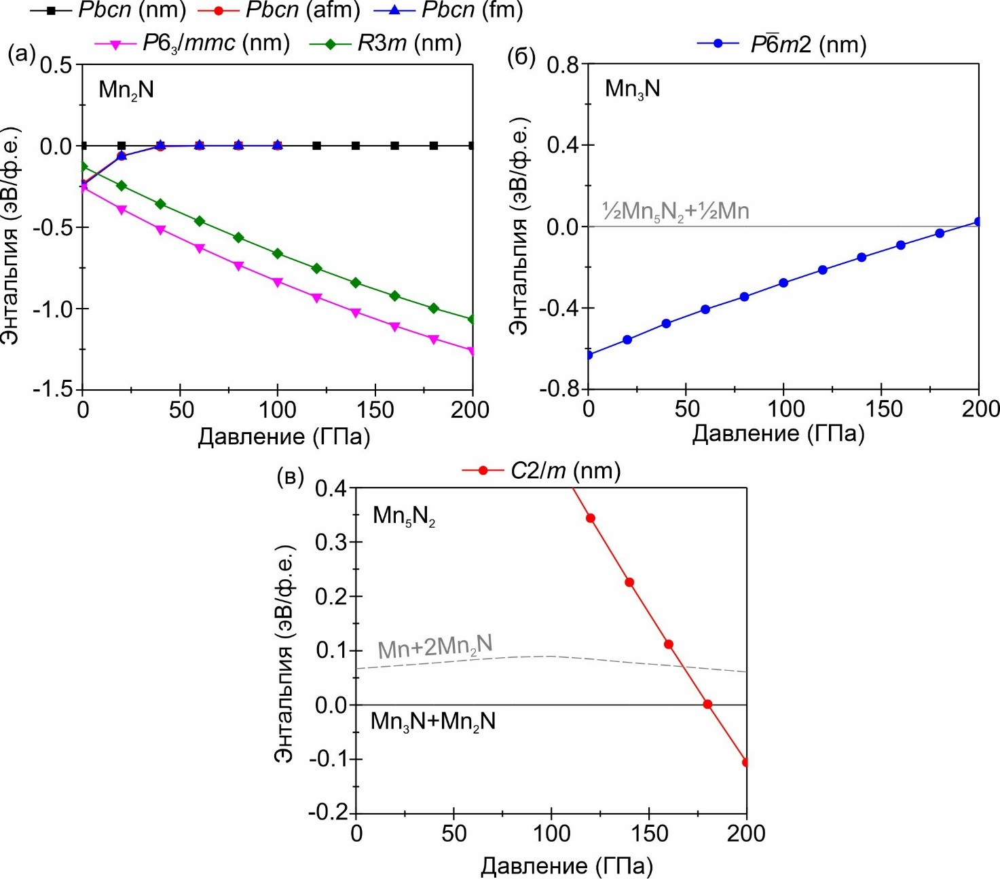 Pbcn (nm) Pbcn (afm) Pbcn (fm)
P6₃/mmc (nm) R3m (nm)
(а)
Mn₂N
Энтальпия (эВ/ф.е.)
0.5
0.0
-0.5
-1.0
-1.5
0 50 100 150 200
Давление (ГПа)
(б)
P6̅m2 (nm)
Mn₃N
½Mn₅N₂+½Mn
Энтальпия (эВ/ф.е.)
0.8
0.4
0.0
-0.4
-0.8
0 50 100 150 200
Давление (ГПа)
(в)
C2/m (nm)
Mn₅N₂
Mn+2Mn₂N
Mn₃N+Mn₂N
Энтальпия (эВ/ф.е.)
0.4
0.3
0.2
0.1
0.0
-0.1
-0.2
0 50 100 150 200
Давление (ГПа)